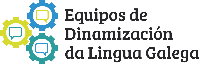 Equipos de
Dinamización
da Lingua Galega